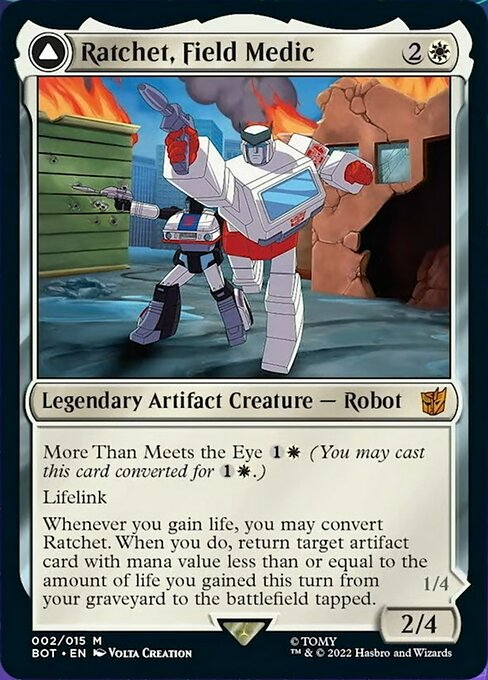 Ratchet, Field Medic 2
Legendary Artifact Creature — Robot
More Than Meets the Eye 1 (You may cast
this card converted for 1 .)
Lifelink
Whenever you gain life, you may convert
Ratchet. When you do, return target artifact
card with mana value less than or equal to the
amount of life you gained this turn from
your graveyard to the battlefield tapped.
1/4
2/4
002/015 M
BOT • EN Volta Creation
© TOMY
™ & © 2022 Hasbro and Wizards